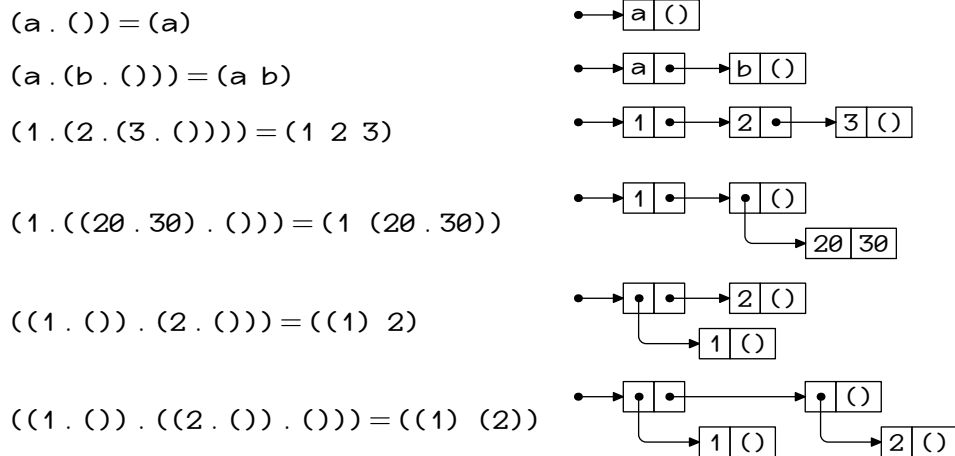 (a . ()) = (a) a ()
(a . (b . ())) = (a b) a b ()
(1 . (2 . (3 . ()))) = (1 2 3) 1 2 3 ()
(1 . ((20 . 30) . ())) = (1 (20 . 30)) 1 ()
20 30
((1 . ()) . (2 . ())) = ((1) 2) 2 ()
1 ()
((1 . ()) . ((2 . ()) . ())) = ((1) (2)) ()
1 () 2 ()